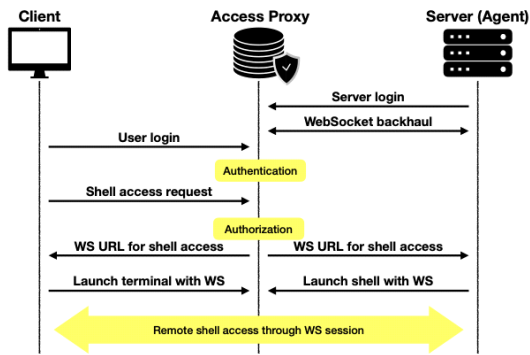 Client
Access Proxy
Server (Agent)
Server login
WebSocket backhaul
User login
Authentication
Shell access request
Authorization
WS URL for shell access
WS URL for shell access
Launch terminal with WS
Launch shell with WS
Remote shell access through WS session